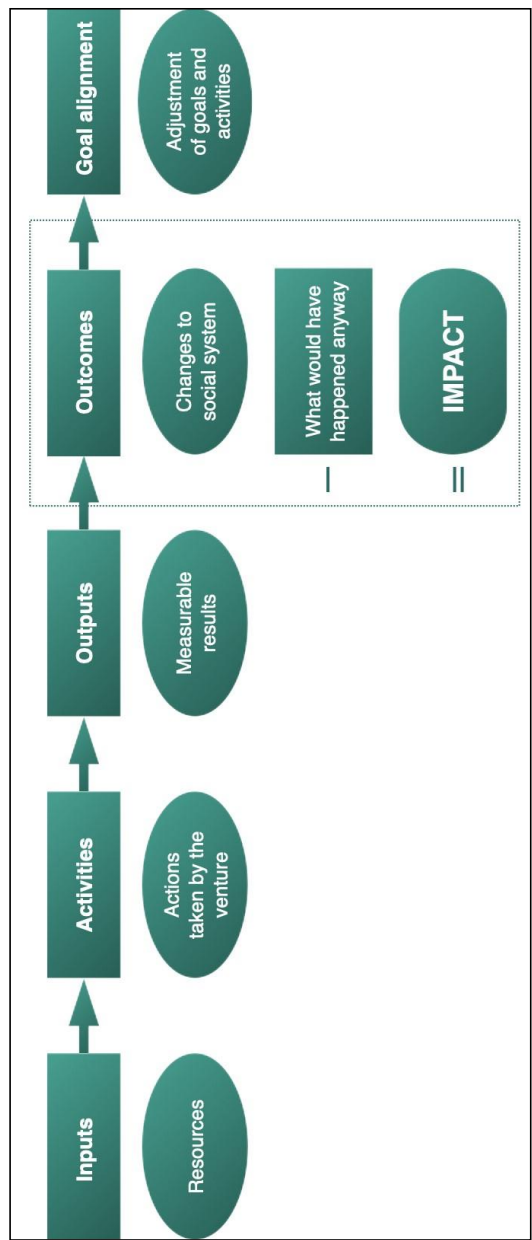 Inputs
Activities
Outputs
Outcomes
Goal alignment
Resources
Actions
taken by the
venture
Measurable
results
Changes to
social system
Adjustment
of goals and
activities
–
What would have
happened anyway
=
IMPACT